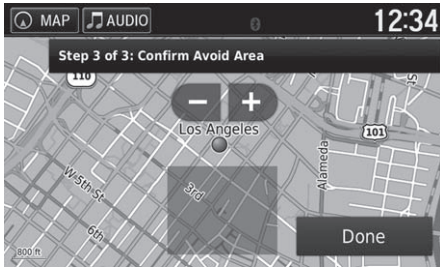 MAP AUDIO 12:34
Step 3 of 3: Confirm Avoid Area
110
− +
Los Angeles
101
Alameda
W 5th St
3rd
6th
Done
800 ft